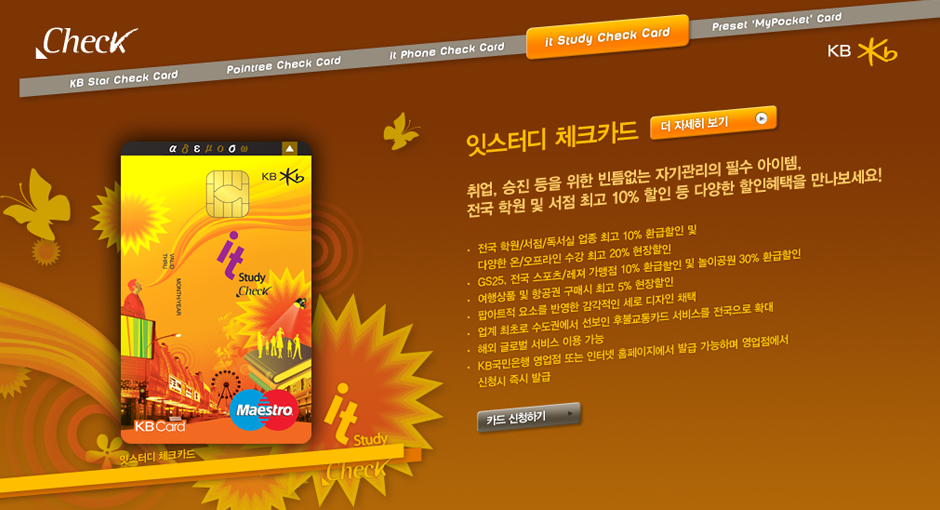 Check
KB Star Check Card
Pointree Check Card
it Phone Check Card
it Study Check Card
Preset 'MyPocket' Card
KB
잇스터디 체크카드
더 자세히 보기
취업, 승진 등을 위한 빈틈없는 자기관리의 필수 아이템,
전국 학원 및 서점 최고 10% 할인 등 다양한 할인혜택을 만나보세요!
· 전국 학원/서점/독서실 업종 최고 10% 환급할인 및
다양한 온/오프라인 수강 최고 20% 현장할인
· GS25, 전국 스포츠/레져 가맹점 10% 환급할인 및 놀이공원 30% 환급할인
· 여행상품 및 항공권 구매시 최고 5% 현장할인
· 팝아트적 요소를 반영한 감각적인 세로 디자인 채택
· 업계 최초로 수도권에서 선보인 후불교통카드 서비스를 전국으로 확대
· 해외 글로벌 서비스 이용 가능
· KB국민은행 영업점 또는 인터넷 홈페이지에서 발급 가능하며 영업점에서
신청시 즉시 발급
카드 신청하기
α δ ε μ ο σ ω
KB
it
Study
Check
VALID
THRU
MONTH/YEAR
Maestro
KB Card
잇스터디 체크카드
it
Study
Check